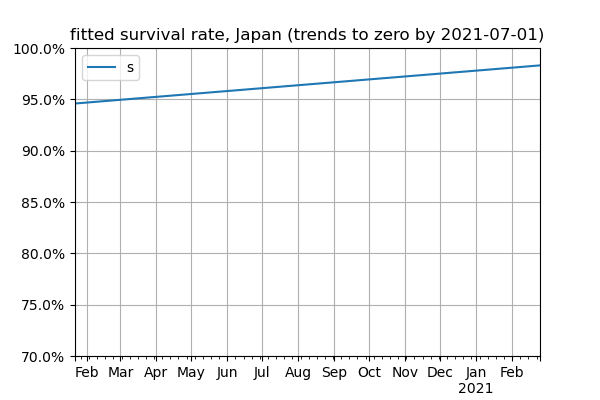 fitted survival rate, Japan (trends to zero by 2021-07-01)
100.0%
s
95.0%
90.0%
85.0%
80.0%
75.0%
70.0%
Feb Mar Apr May Jun Jul Aug Sep Oct Nov Dec Jan Feb
2021